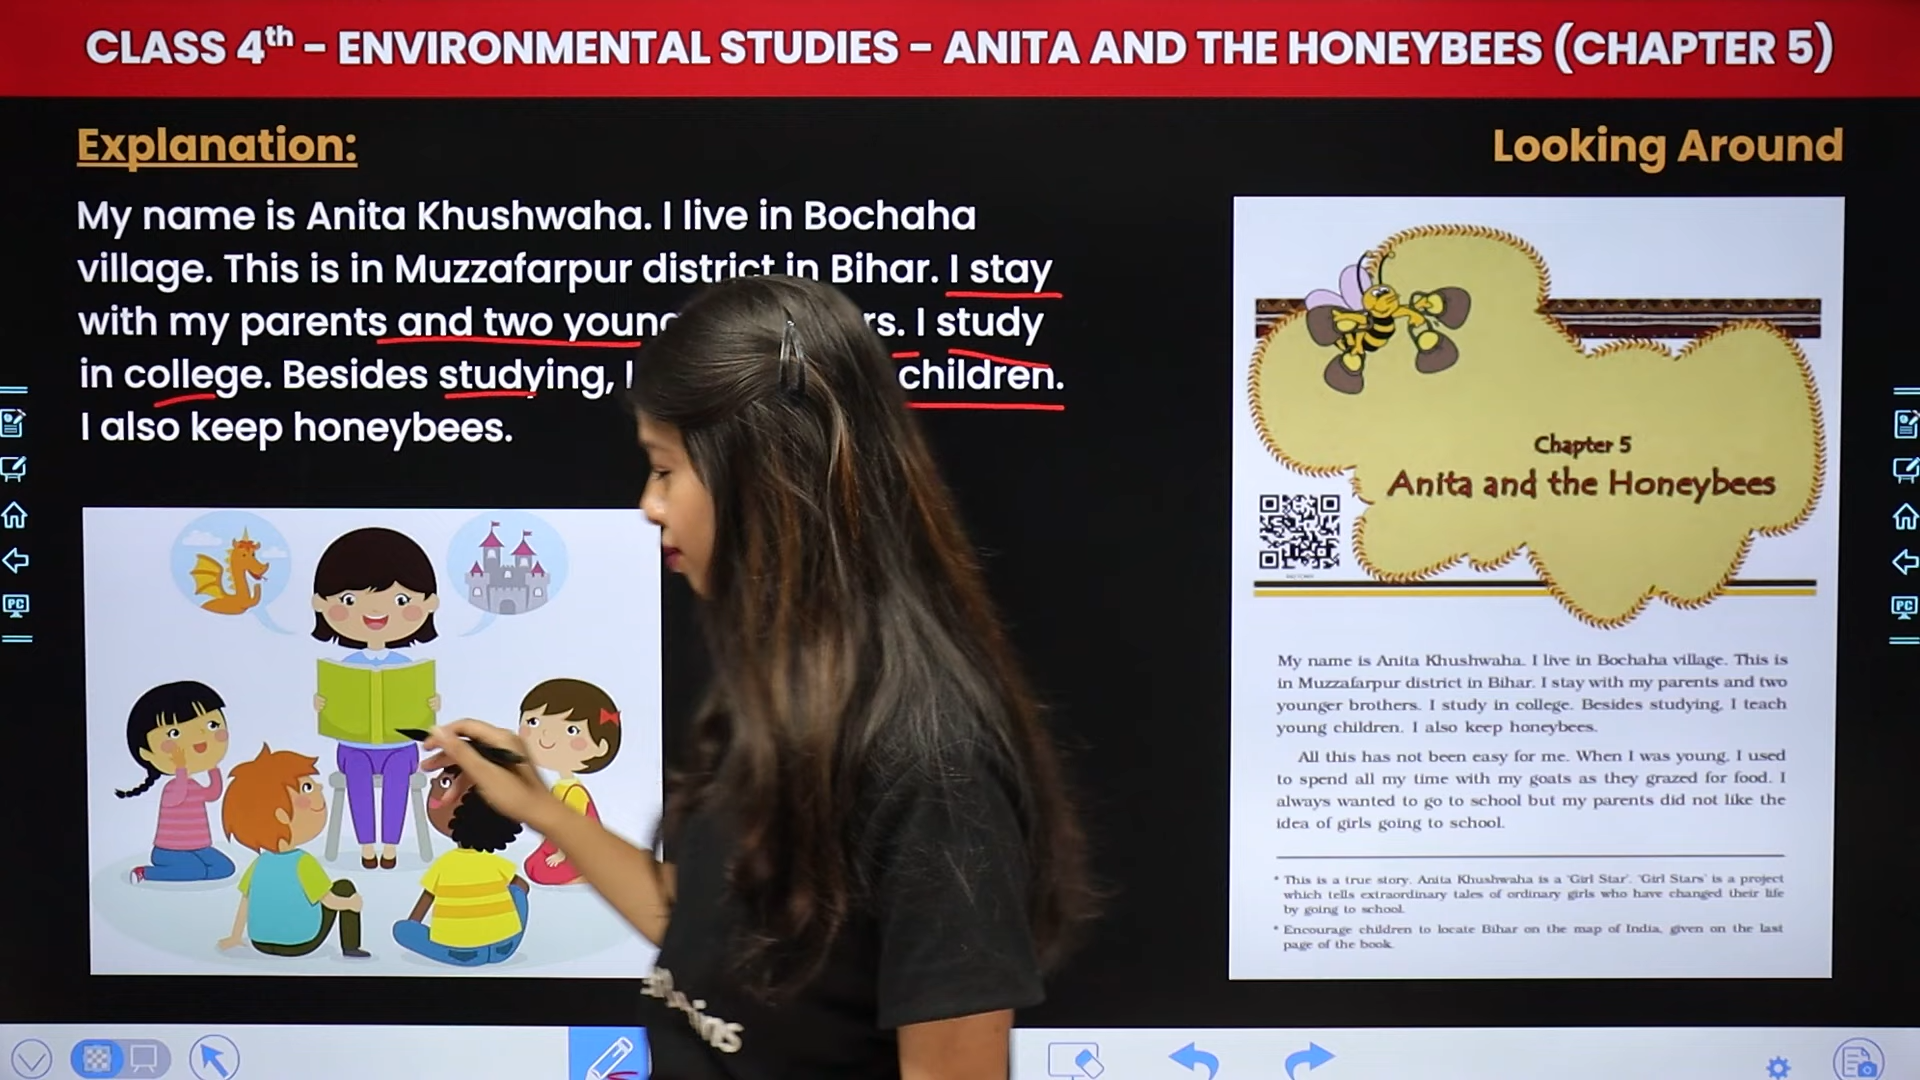 CLASS 4th - ENVIRONMENTAL STUDIES - ANITA AND THE HONEYBEES (CHAPTER 5)
Explanation:
My name is Anita Khushwaha. I live in Bochaha
village. This is in Muzzafarpur district in Bihar. I stay
with my parents and two young rs. I study
in college. Besides studying, I children.
I also keep honeybees.
Looking Around
Chapter 5
Anita and the Honeybees
My name is Anita Khushwaha. I live in Bochaha village. This is
in Muzzafarpur district in Bihar. I stay with my parents and two
younger brothers. I study in college. Besides studying, I teach
young children. I also keep honeybees.
All this has not been easy for me. When I was young, I used
to spend all my time with my goats as they grazed for food. I
always wanted to go to school but my parents did not like the
idea of girls going to school.
* This is a true story. Anita Khushwaha is a 'Girl Star'. 'Girl Stars' is a project
which tells extraordinary tales of ordinary girls who have changed their life
by going to school.
* Encourage children to locate Bihar on the map of India, given on the last
page of the book.
PC
PC